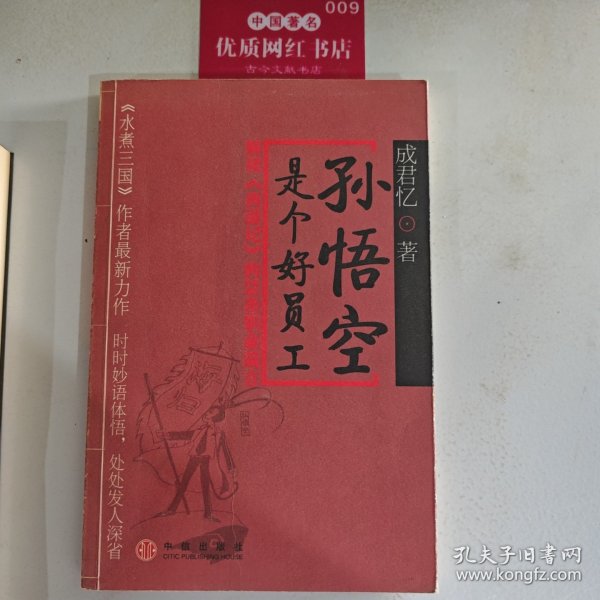 009
中国著名
优质网红书店
古今文献书店
成君忆 著
孙悟空
是个好员工
《水煮三国》作者最新力作 时时妙语体悟，处处发人深省
中信出版社
CITIC PUBLISHING HOUSE
孔夫子旧书网
www.kongfz.com